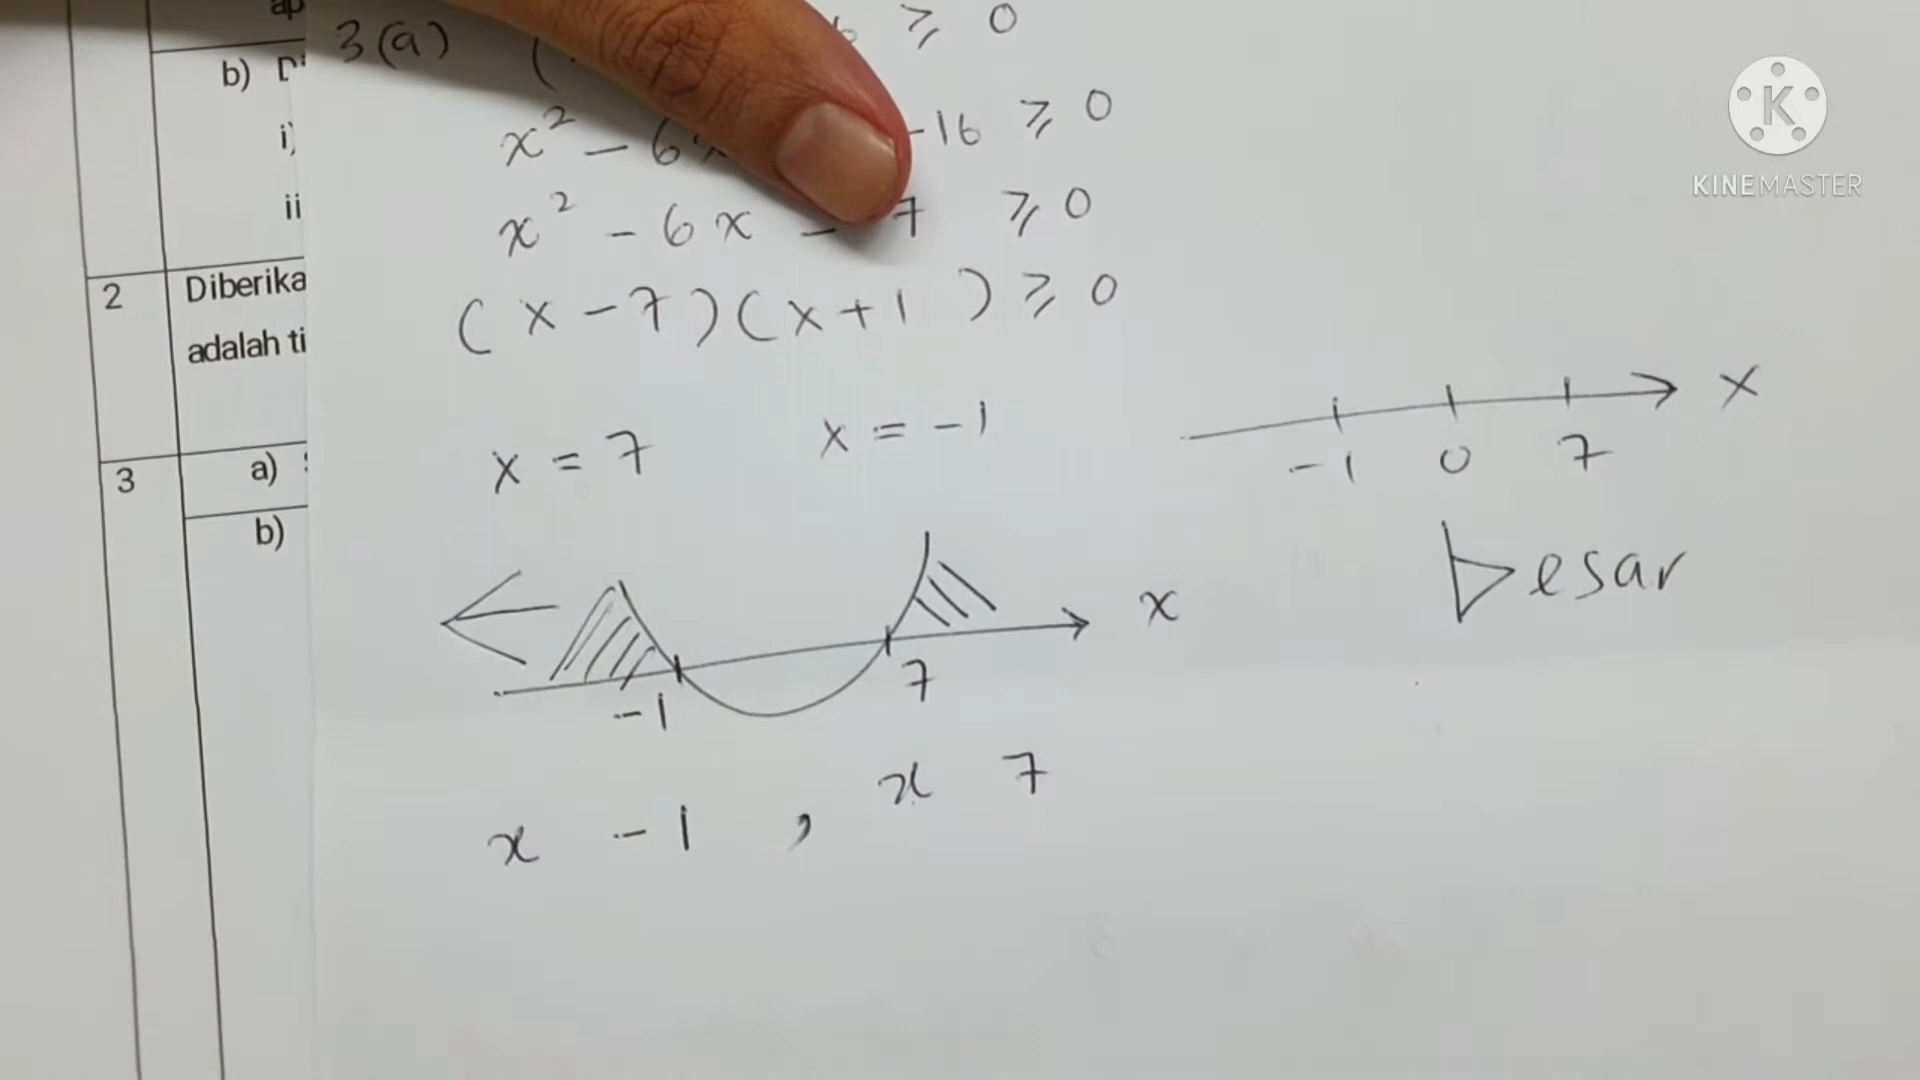 b)
i)
ii
2
Diberika
adalah ti
3
a)
b)
3(a) ( ≥ 0
x² - 6 -16 ≥ 0
x² - 6x - 7 ≥ 0
(x-7)(x+1) ≥ 0
x = 7 x = -1
-1 0 7 x
besar
-1 7 x
x -1 , x 7
K
KINEMASTER